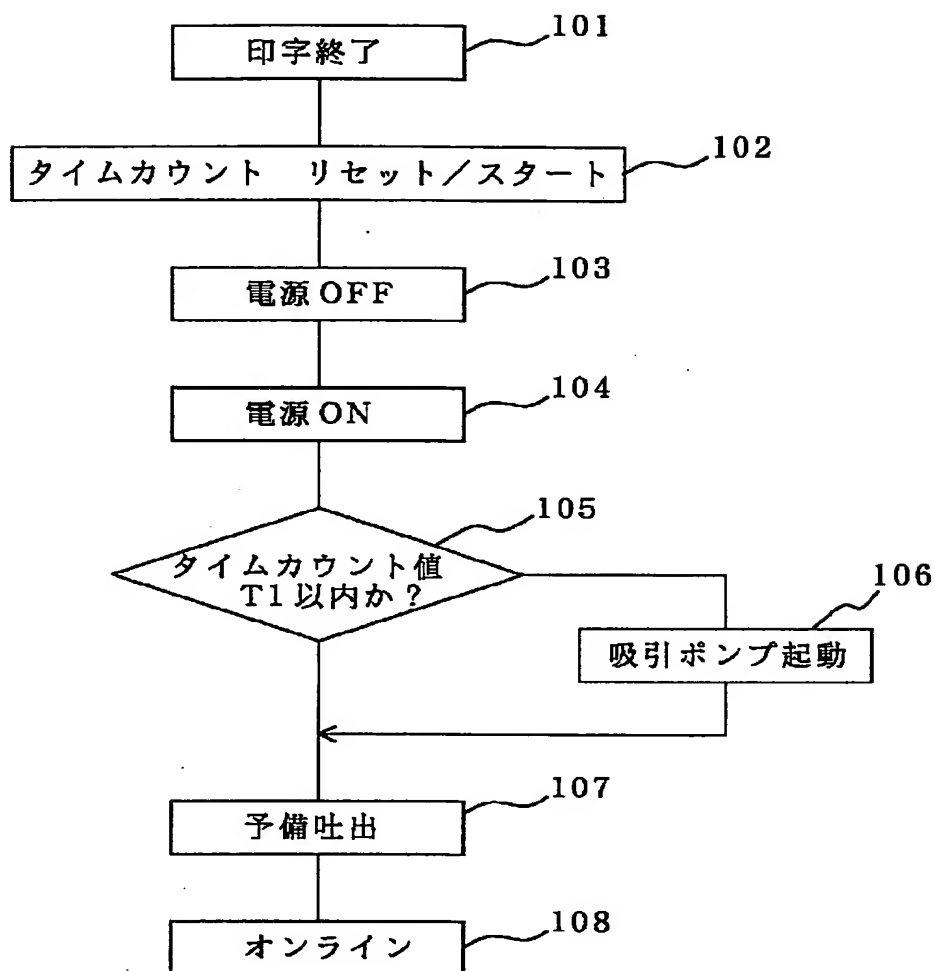 印字終了
101
タイムカウント リセット／スタート
102
電源OFF
103
電源ON
104
タイムカウント値
T1以内か？
105
吸引ポンプ起動
106
予備吐出
107
オンライン
108